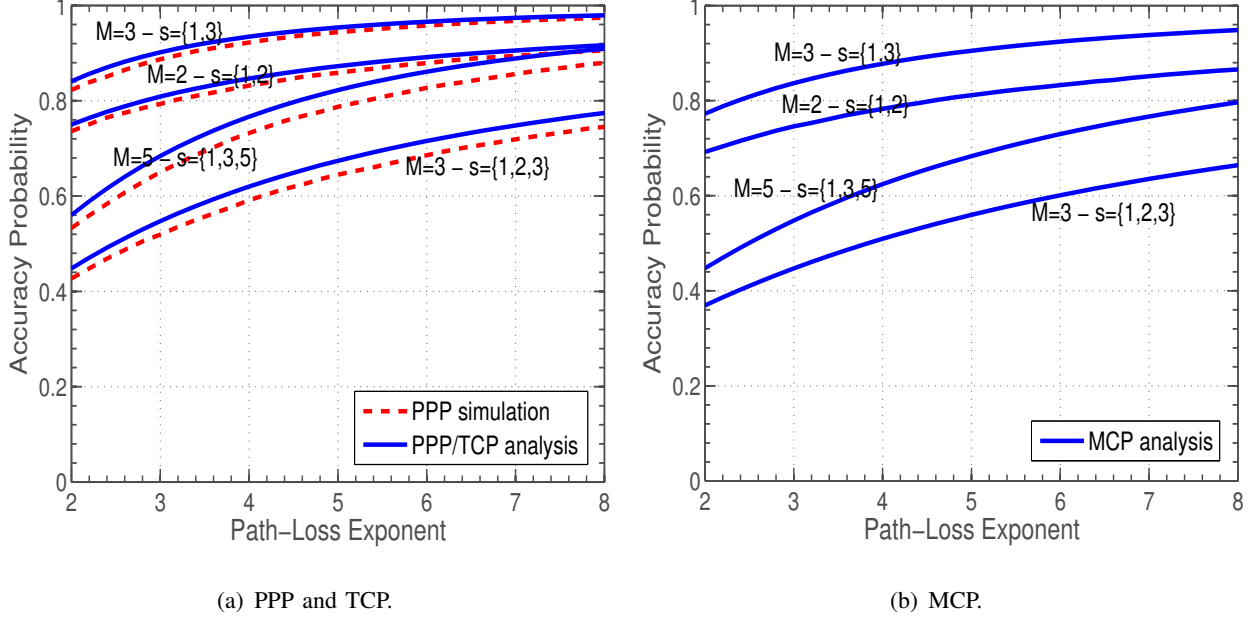 Accuracy Probability
1
0.8
0.6
0.4
0.2
0
M=3 − s={1,3}
M=2 − s={1,2}
M=5 − s={1,3,5}
M=3 − s={1,2,3}
PPP simulation
PPP/TCP analysis
2 3 4 5 6 7 8
Path−Loss Exponent
(a) PPP and TCP.
Accuracy Probability
1
0.8
0.6
0.4
0.2
0
M=3 − s={1,3}
M=2 − s={1,2}
M=5 − s={1,3,5}
M=3 − s={1,2,3}
MCP analysis
2 3 4 5 6 7 8
Path−Loss Exponent
(b) MCP.